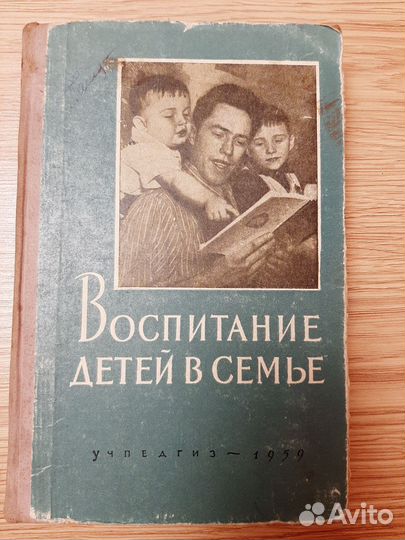 Воспитание
детей в семье
Учпедгиз — 1959
Avito